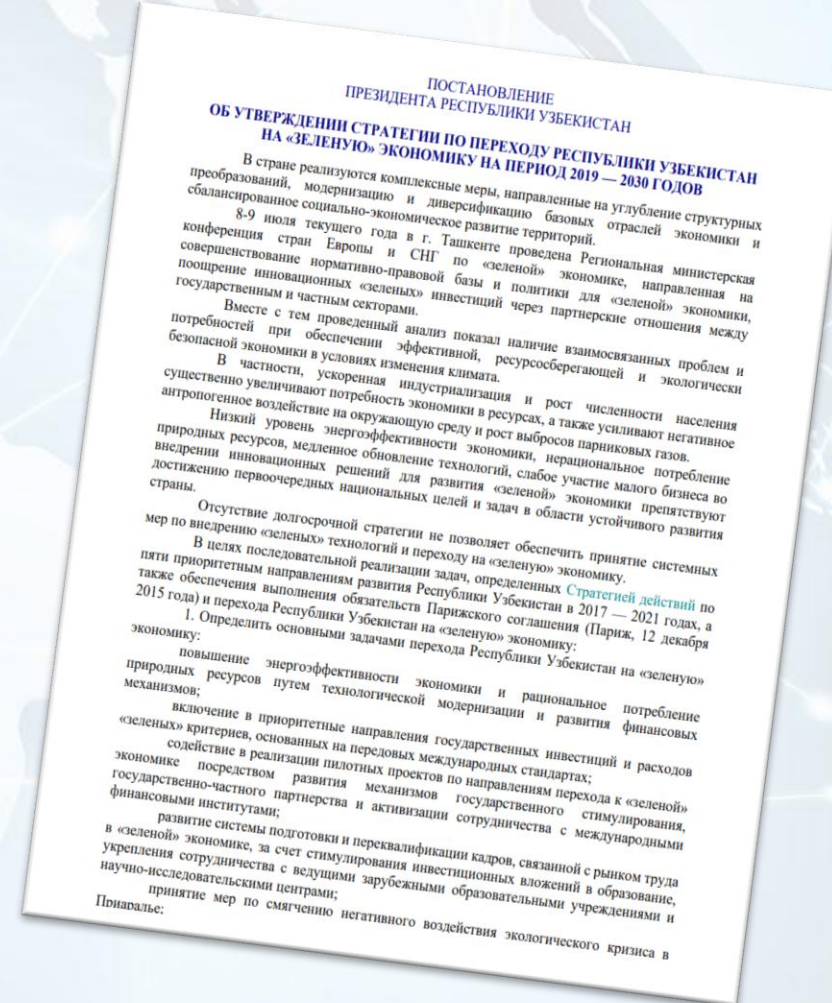 ПОСТАНОВЛЕНИЕ
ПРЕЗИДЕНТА РЕСПУБЛИКИ УЗБЕКИСТАН
ОБ УТВЕРЖДЕНИИ СТРАТЕГИИ ПО ПЕРЕХОДУ РЕСПУБЛИКИ УЗБЕКИСТАН
НА «ЗЕЛЕНУЮ» ЭКОНОМИКУ НА ПЕРИОД 2019 — 2030 ГОДОВ
В стране реализуются комплексные меры, направленные на углубление структурных
преобразований, модернизацию и диверсификацию базовых отраслей экономики и
сбалансированное социально-экономическое развитие территорий.
8-9 июля текущего года в г. Ташкенте проведена Региональная министерская
конференция стран Европы и СНГ по «зеленой» экономике, направленная на
совершенствование нормативно-правовой базы и политики для «зеленой» экономики,
поощрение инновационных «зеленых» инвестиций через партнерские отношения между
государственным и частным секторами.
Вместе с тем проведенный анализ показал наличие взаимосвязанных проблем и
потребностей при обеспечении эффективной, ресурсосберегающей и экологически
безопасной экономики в условиях изменения климата.
В частности, ускоренная индустриализация и рост численности населения
существенно увеличивают потребность экономики в ресурсах, а также усиливают негативное
антропогенное воздействие на окружающую среду и рост выбросов парниковых газов.
Низкий уровень энергоэффективности экономики, нерациональное потребление
природных ресурсов, медленное обновление технологий, слабое участие малого бизнеса во
внедрении инновационных решений для развития «зеленой» экономики препятствуют
достижению первоочередных национальных целей и задач в области устойчивого развития
страны.
Отсутствие долгосрочной стратегии не позволяет обеспечить принятие системных
мер по внедрению «зеленых» технологий и переходу на «зеленую» экономику.
В целях последовательной реализации задач, определенных Стратегией действий по
пяти приоритетным направлениям развития Республики Узбекистан в 2017 — 2021 годах, а
также обеспечения выполнения обязательств Парижского соглашения (Париж, 12 декабря
2015 года) и перехода Республики Узбекистан на «зеленую» экономику:
1. Определить основными задачами перехода Республики Узбекистан на «зеленую»
экономику:
повышение энергоэффективности экономики и рациональное потребление
природных ресурсов путем технологической модернизации и развития финансовых
механизмов;
включение в приоритетные направления государственных инвестиций и расходов
«зеленых» критериев, основанных на передовых международных стандартах;
содействие в реализации пилотных проектов по направлениям перехода к «зеленой»
экономике посредством развития механизмов государственного стимулирования,
государственно-частного партнерства и активизации сотрудничества с международными
финансовыми институтами;
развитие системы подготовки и переквалификации кадров, связанной с рынком труда
в «зеленой» экономике, за счет стимулирования инвестиционных вложений в образование,
укрепления сотрудничества с ведущими зарубежными образовательными учреждениями и
научно-исследовательскими центрами;
принятие мер по смягчению негативного воздействия экологического кризиса в
Приаралье: